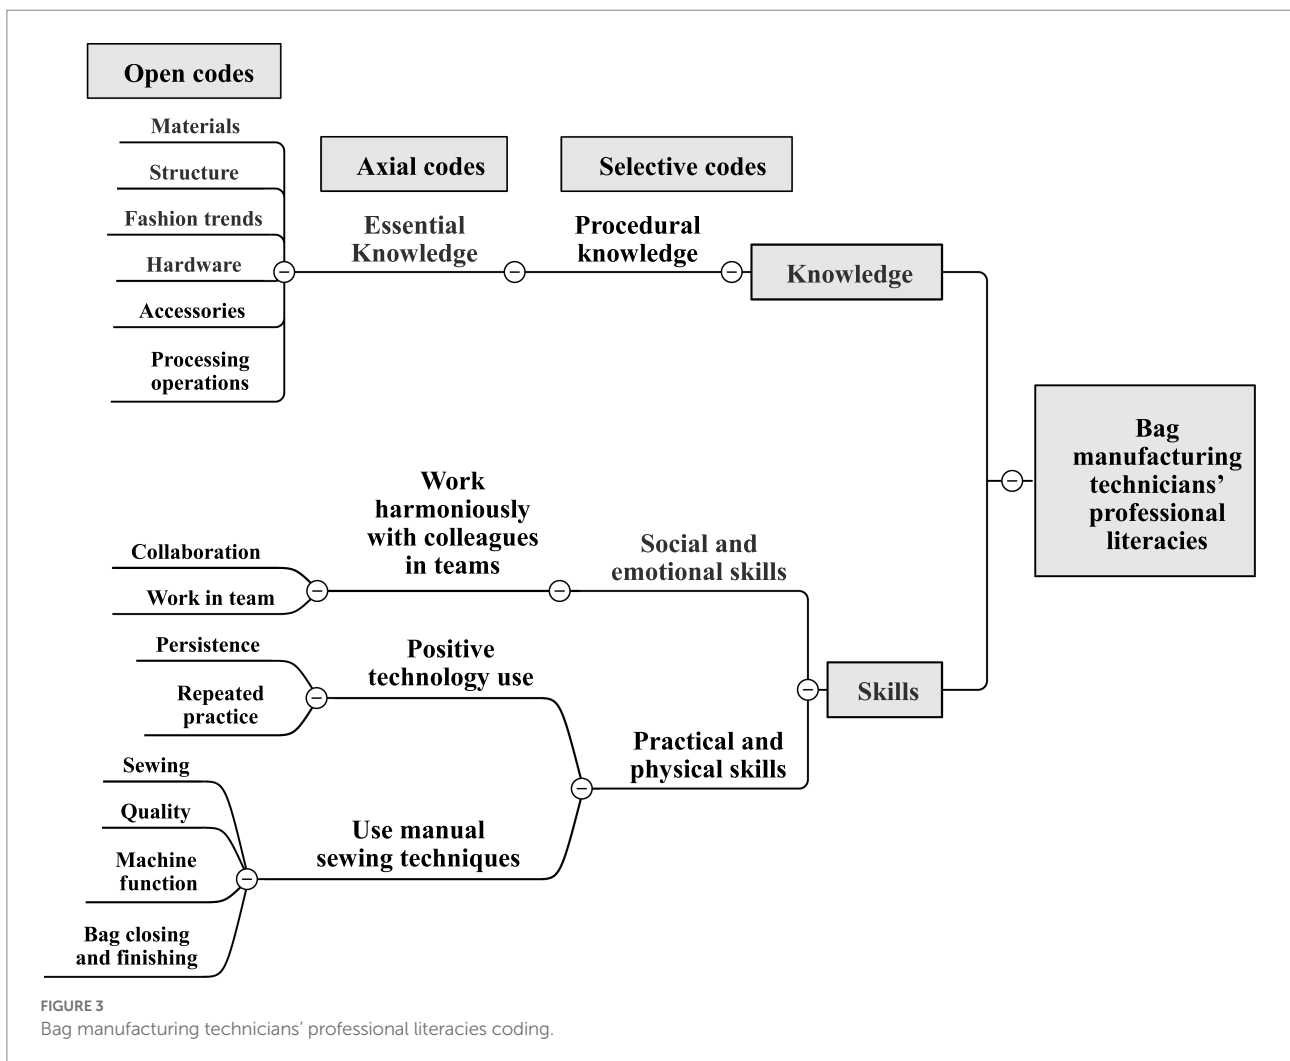 Open codes
Materials
Structure
Fashion trends
Hardware
Accessories
Processing
operations
Axial codes
Essential
Knowledge
Selective codes
Procedural
knowledge
Knowledge
Bag
manufacturing
technicians’
professional
literacies
Collaboration
Work in team
Work
harmoniously
with colleagues
in teams
Social and
emotional skills
Persistence
Repeated
practice
Positive
technology use
Skills
Practical and
physical skills
Sewing
Quality
Machine
function
Bag closing
and finishing
Use manual
sewing techniques
FIGURE 3
Bag manufacturing technicians’ professional literacies coding.